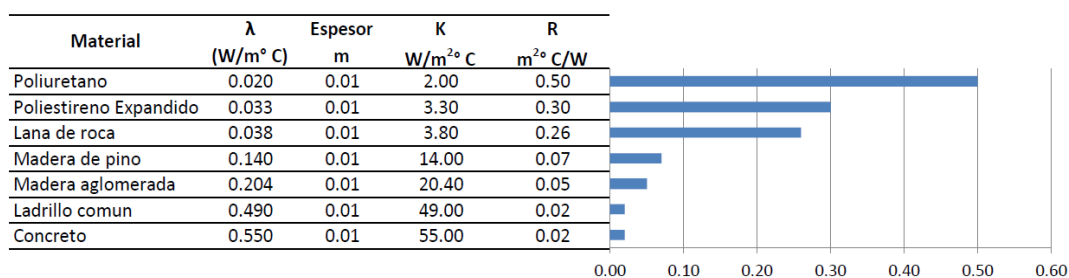 Material λ Espesor K R
(W/m° C) m W/m²° C m²° C/W
Poliuretano 0.020 0.01 2.00 0.50
Poliestireno Expandido 0.033 0.01 3.30 0.30
Lana de roca 0.038 0.01 3.80 0.26
Madera de pino 0.140 0.01 14.00 0.07
Madera aglomerada 0.204 0.01 20.40 0.05
Ladrillo comun 0.490 0.01 49.00 0.02
Concreto 0.550 0.01 55.00 0.02
0.00 0.10 0.20 0.30 0.40 0.50 0.60